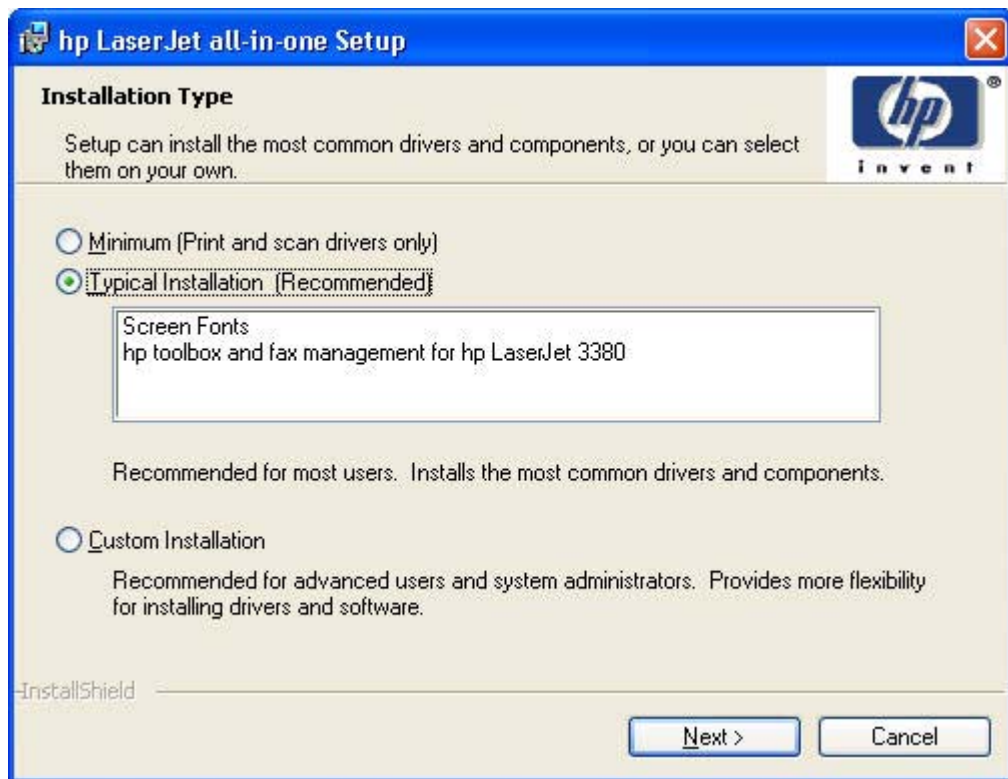 hp LaserJet all-in-one Setup
Installation Type
Setup can install the most common drivers and components, or you can select
them on your own.
hp ®
invent
Minimum (Print and scan drivers only)
Typical Installation (Recommended)
Screen Fonts
hp toolbox and fax management for hp LaserJet 3380
Recommended for most users. Installs the most common drivers and components.
Custom Installation
Recommended for advanced users and system administrators. Provides more flexibility
for installing drivers and software.
InstallShield
Next >
Cancel